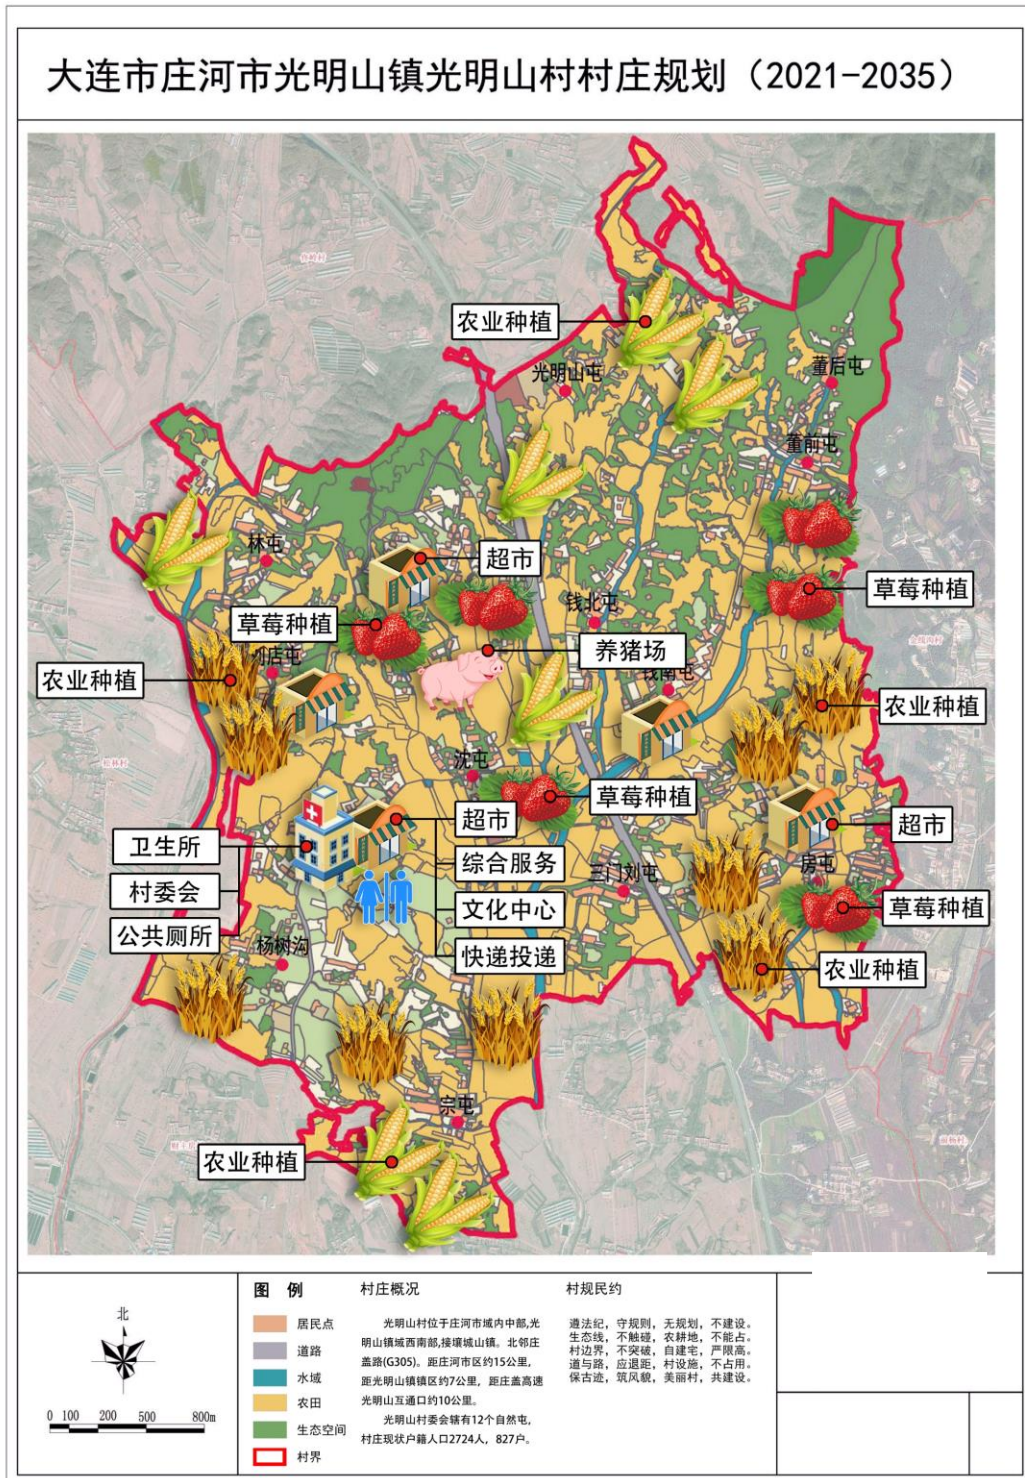 大连市庄河市光明山镇光明山村村庄规划（2021-2035）
农业种植
光明山屯
董后屯
董前屯
林屯
超市
草莓种植
钱北屯
草莓种植
养猪场
店屯
钱南屯
农业种植
农业种植
沈屯
草莓种植
超市
超市
卫生所
综合服务
房屯
村委会
三门刘屯
文化中心
草莓种植
公共厕所
杨树沟
快递投递
农业种植
宗屯
农业种植
松林村
北
0 100 200 500 800m
图 例
居民点
道路
水域
农田
生态空间
村界
村庄概况
光明山村位于庄河市域内中部,光
明山镇域西南部,接壤城山镇。北邻庄
盖路(G305)。距庄河市区约15公里，
距光明山镇镇区约7公里，距庄盖高速
光明山互通口约10公里。
光明山村委会辖有12个自然屯，
村庄现状户籍人口2724人，827户。
村规民约
遵法纪，守规则，无规划，不建设。
生态线，不触碰，农耕地，不能占。
村边界，不突破，自建宅，严限高。
道与路，应退距，村设施，不占用。
保古迹，筑风貌，美丽村，共建设。